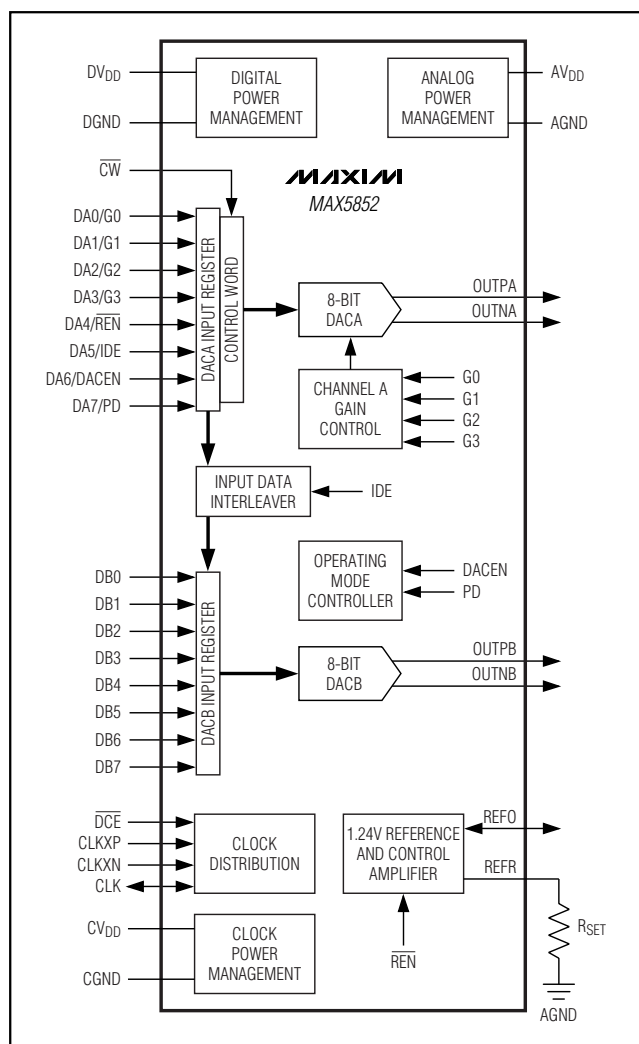 DVDD
DIGITAL
POWER
MANAGEMENT
DGND
ANALOG
POWER
MANAGEMENT
AVDD
AGND
CW
MAXIM
MAX5852
DA0/G0
DA1/G1
DA2/G2
DA3/G3
DA4/REN
DA5/IDE
DA6/DACEN
DA7/PD
DACA INPUT REGISTER
CONTROL WORD
8-BIT
DACA
OUTPA
OUTNA
CHANNEL A
GAIN
CONTROL
G0
G1
G2
G3
INPUT DATA
INTERLEAVER
IDE
OPERATING
MODE
CONTROLLER
DACEN
PD
DB0
DB1
DB2
DB3
DB4
DB5
DB6
DB7
DACB INPUT REGISTER
8-BIT
DACB
OUTPB
OUTNB
DCE
CLKXP
CLKXN
CLK
CLOCK
DISTRIBUTION
1.24V REFERENCE
AND CONTROL
AMPLIFIER
REFO
REFR
RSET
AGND
REN
CVDD
CGND
CLOCK
POWER
MANAGEMENT